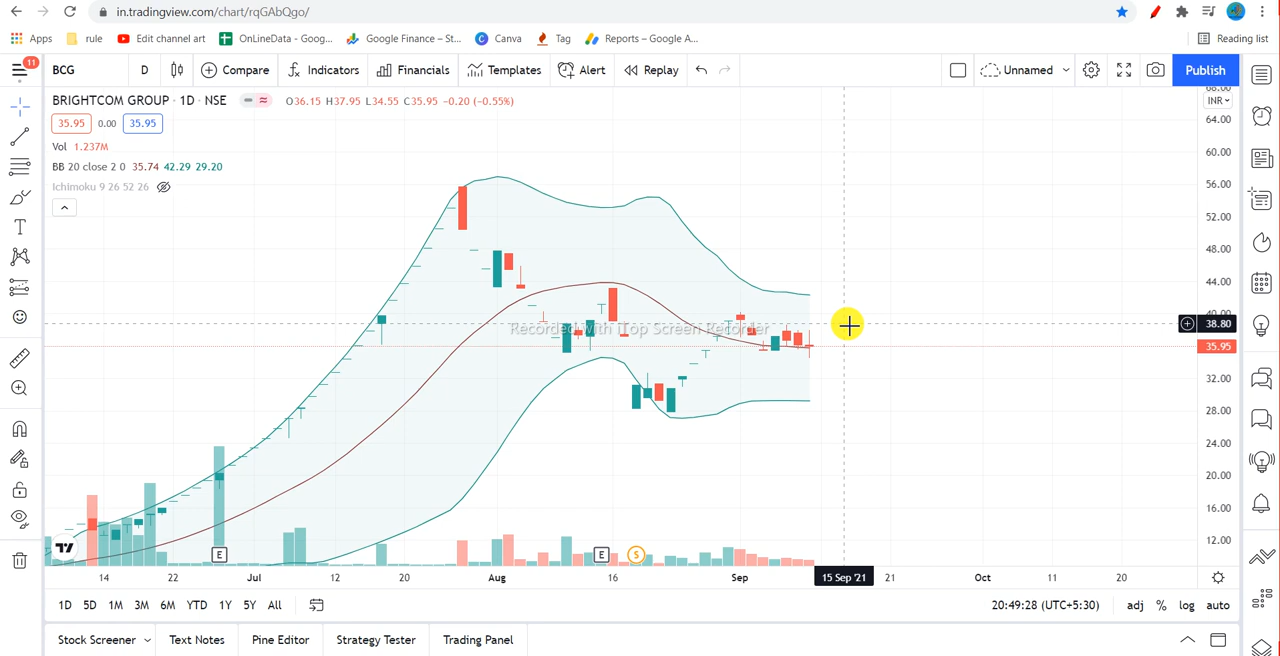 in.tradingview.com/chart/rqGAbQgo/
Apps rule Edit channel art OnLineData - Goog... Google Finance – St... Canva Tag Reports – Google A... Reading list
11
BCG D Compare Indicators Financials Templates Alert Replay Unnamed Publish
BRIGHTCOM GROUP · 1D · NSE O36.15 H37.95 L34.55 C35.95 −0.20 (−0.55%)
INR
35.95 0.00 35.95
Vol 1.237M
BB 20 close 2 0 35.74 42.29 29.20
Ichimoku 9 26 52 26
68.00
64.00
60.00
56.00
52.00
48.00
44.00
40.00
38.80
35.95
32.00
28.00
24.00
20.00
16.00
12.00
Recorded with iTop Screen Recorder
E E S
14 22 Jul 12 20 Aug 16 Sep 15 Sep '21 21 Oct 11 20
1D 5D 1M 3M 6M YTD 1Y 5Y All 20:49:28 (UTC+5:30) adj % log auto
Stock Screener Text Notes Pine Editor Strategy Tester Trading Panel